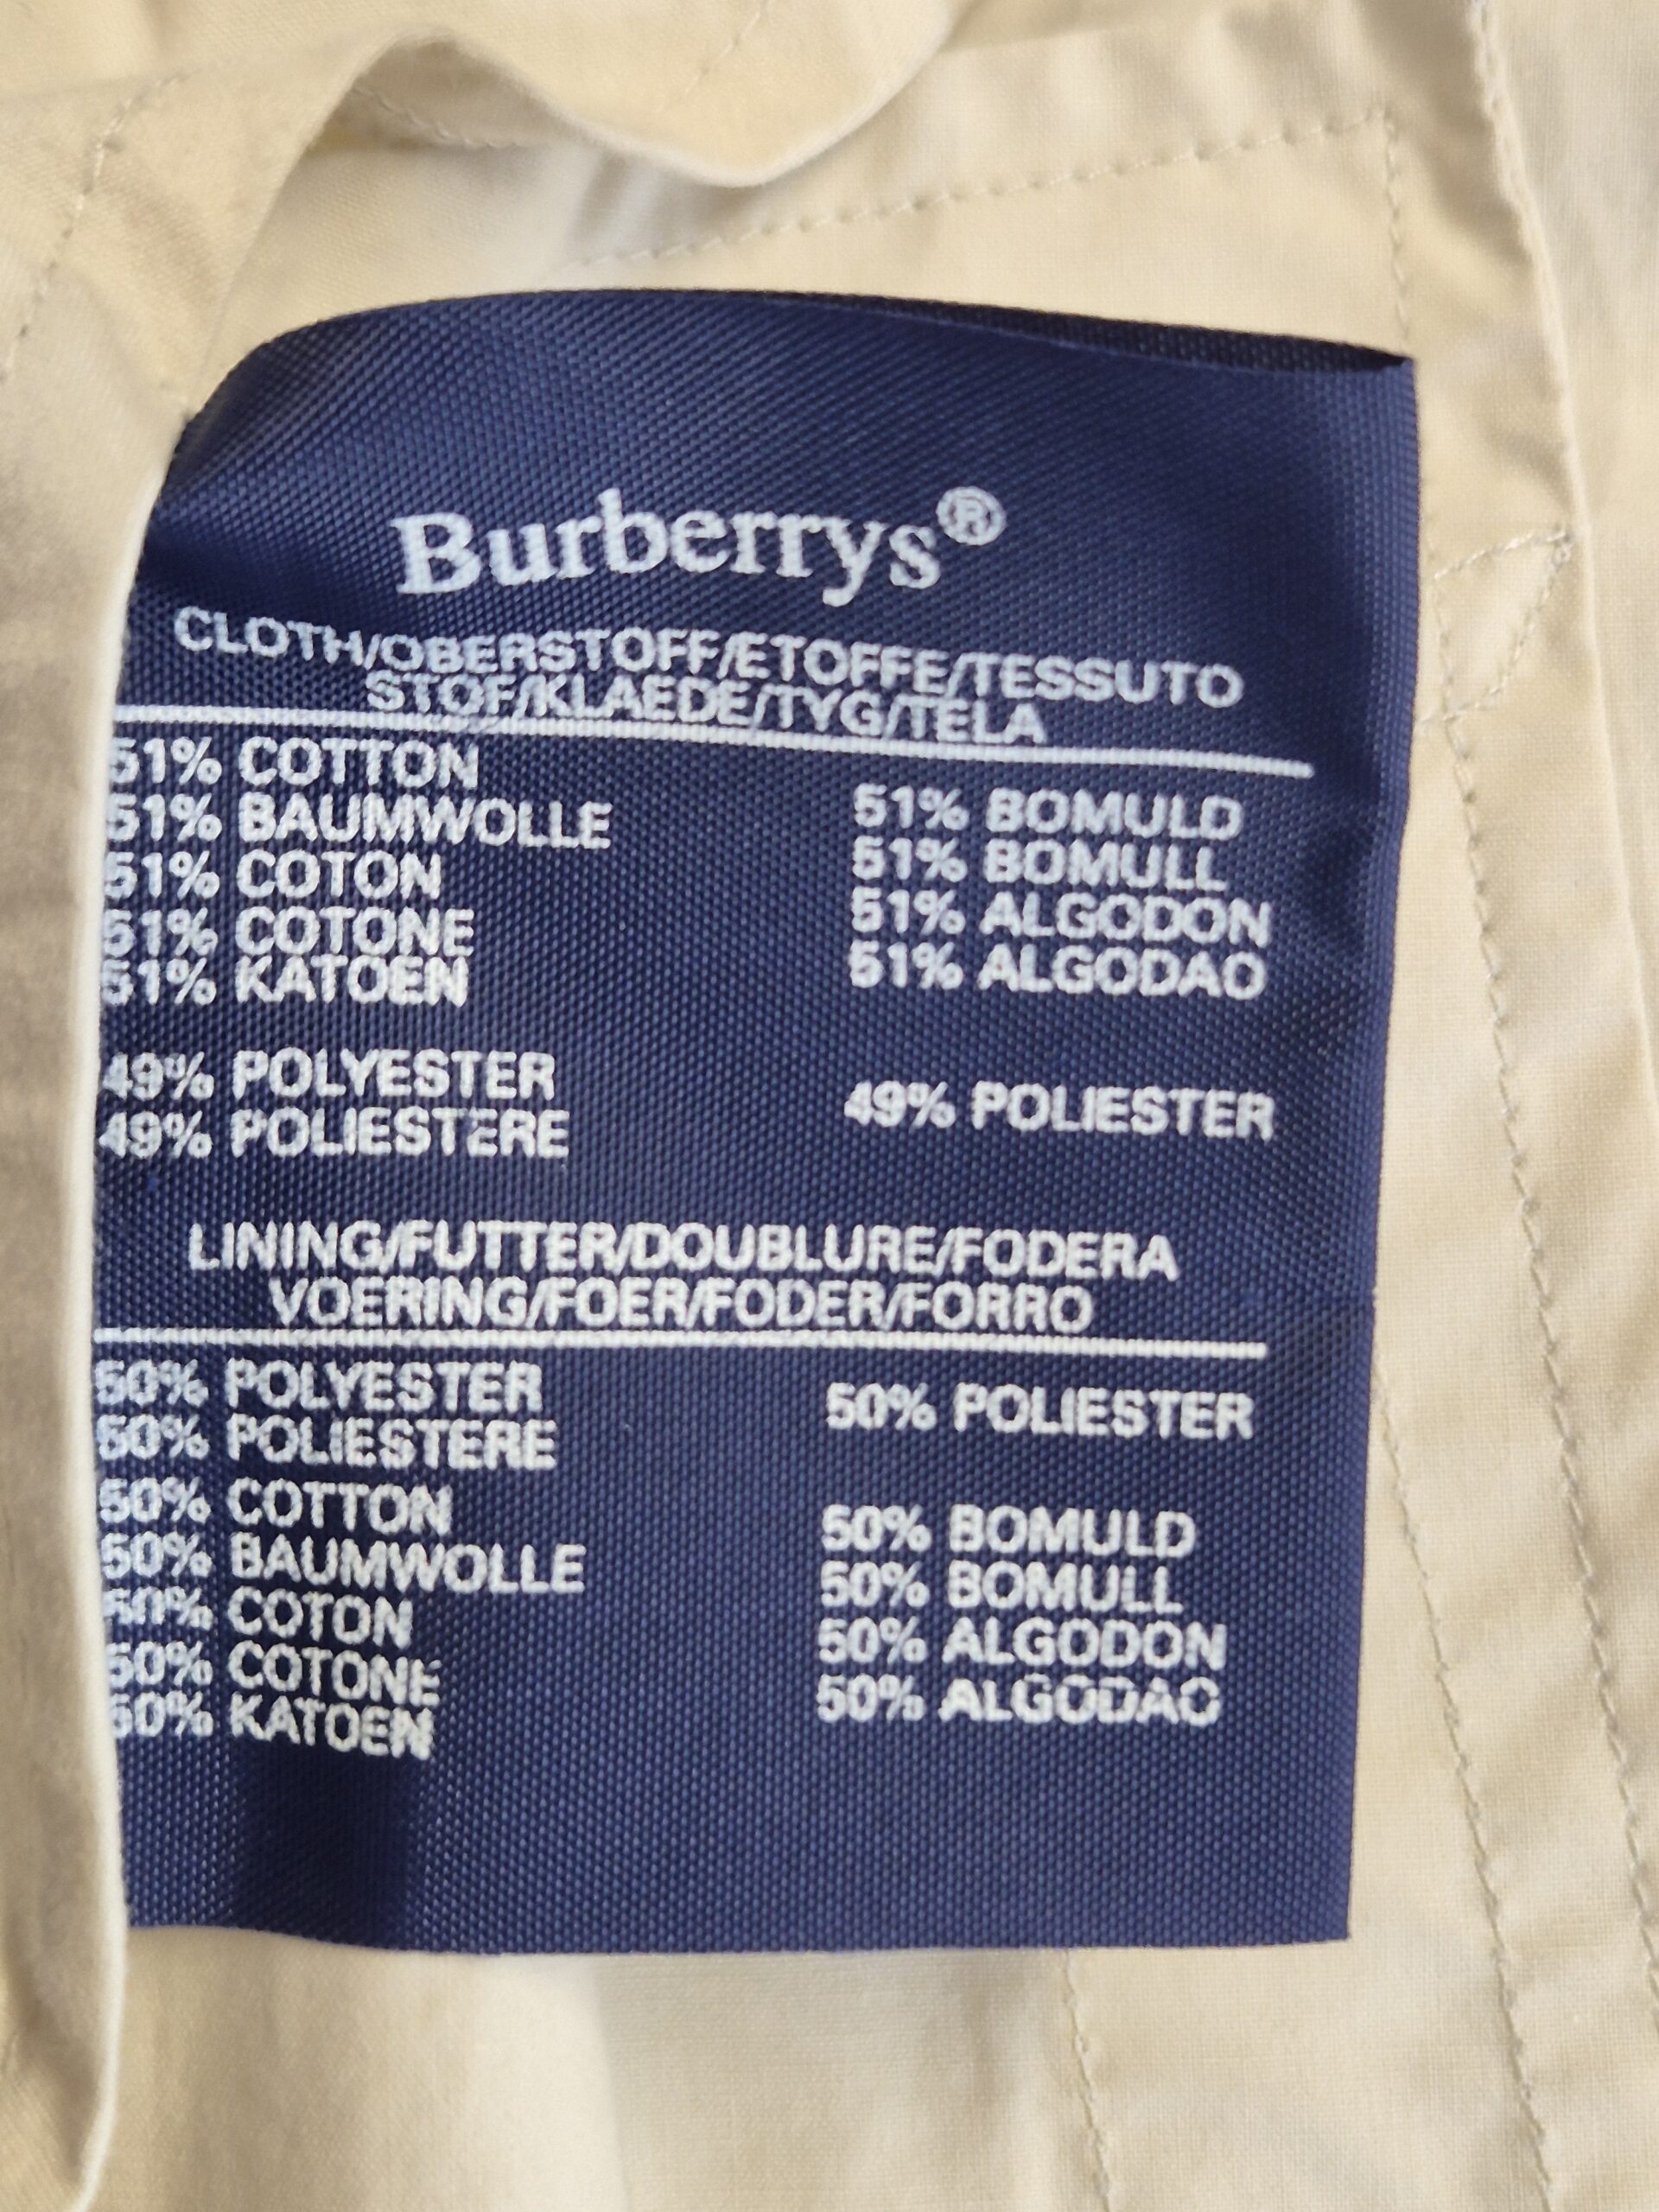 Burberrys®
CLOTH/OBERSTOFF/ETOFFE/TESSUTO
STOF/KLAEDE/TYG/TELA
51% COTTON
51% BAUMWOLLE
51% COTON
51% COTONE
51% KATOEN
51% BOMULD
51% BOMULL
51% ALGODON
51% ALGODAO
49% POLYESTER
49% POLIESTERE
49% POLIESTER
LINING/FUTTER/DOUBLURE/FODERA
VOERING/FOER/FODER/FORRO
50% POLYESTER
50% POLIESTERE
50% POLIESTER
50% COTTON
50% BAUMWOLLE
50% COTON
50% COTONE
50% KATOEN
50% BOMULD
50% BOMULL
50% ALGODON
50% ALGODAO